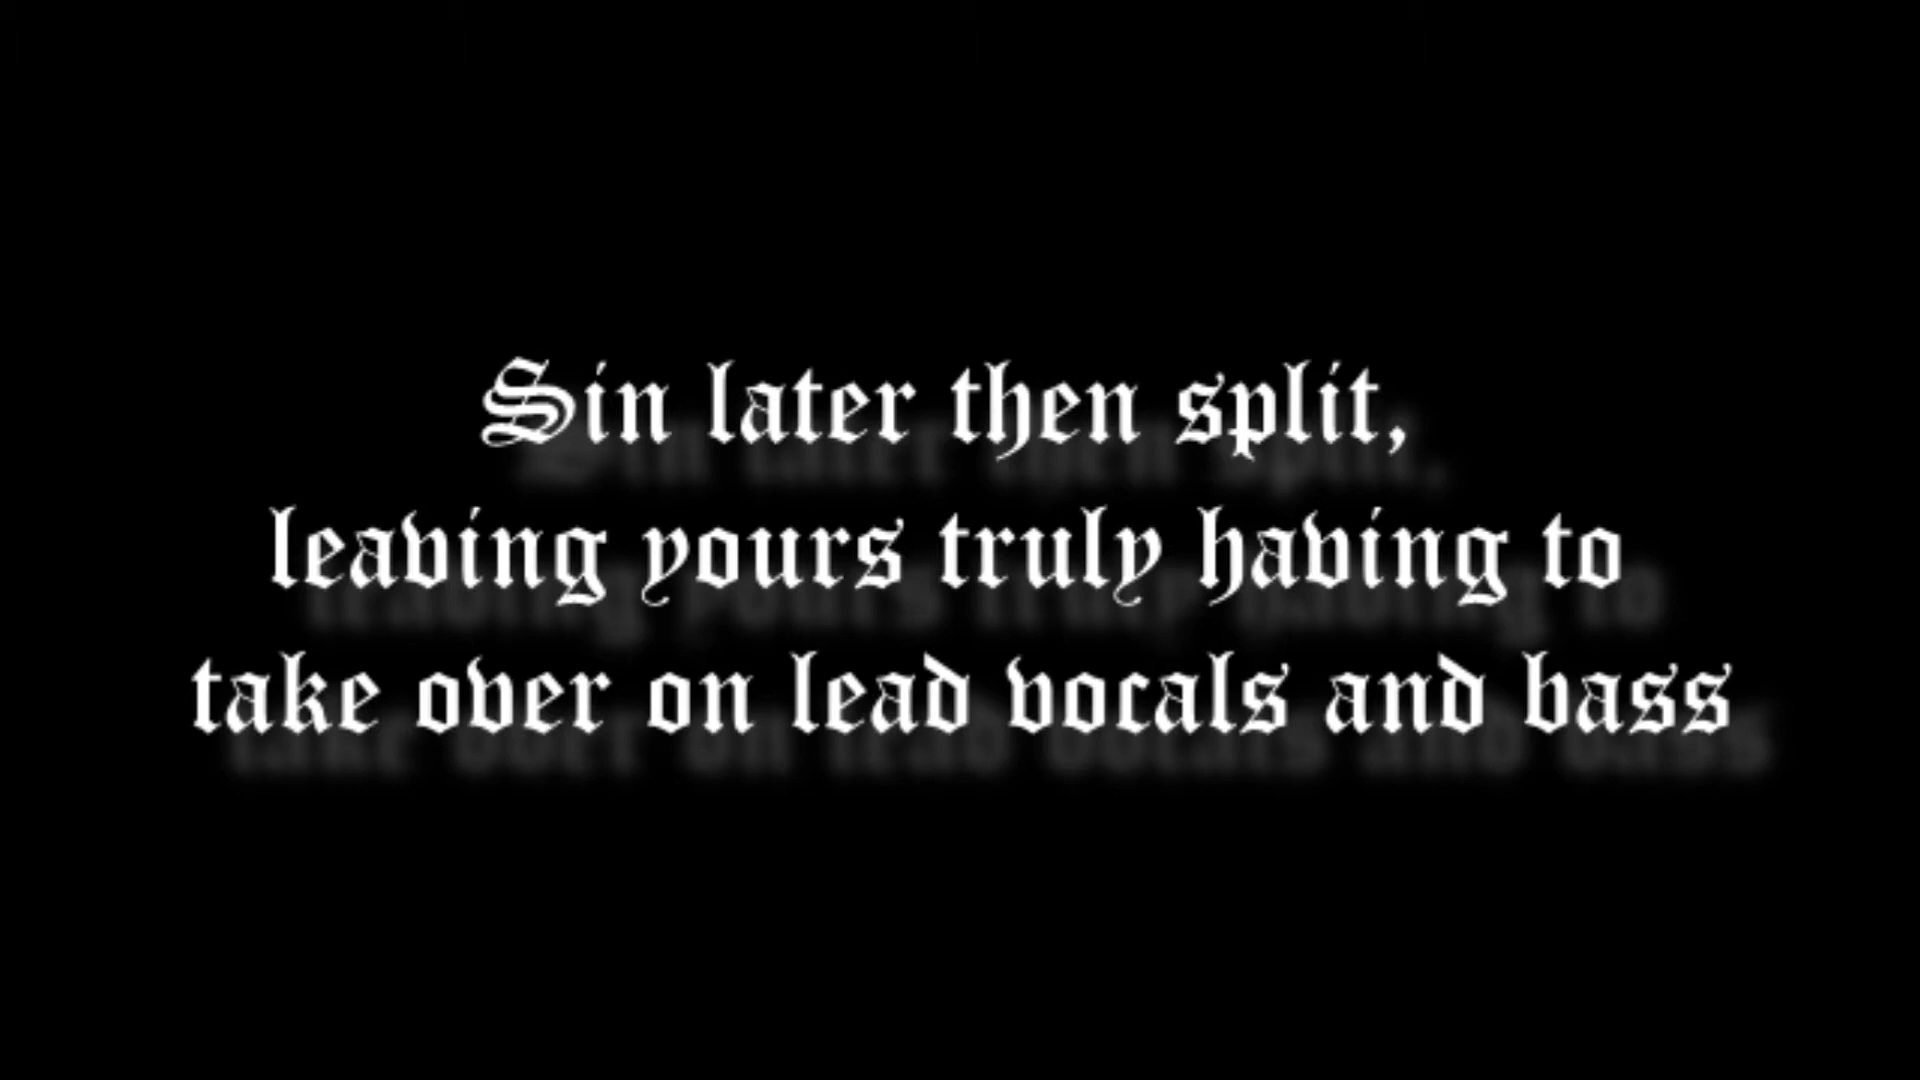 Sin later then split,
leaving yours truly having to
take over on lead vocals and bass